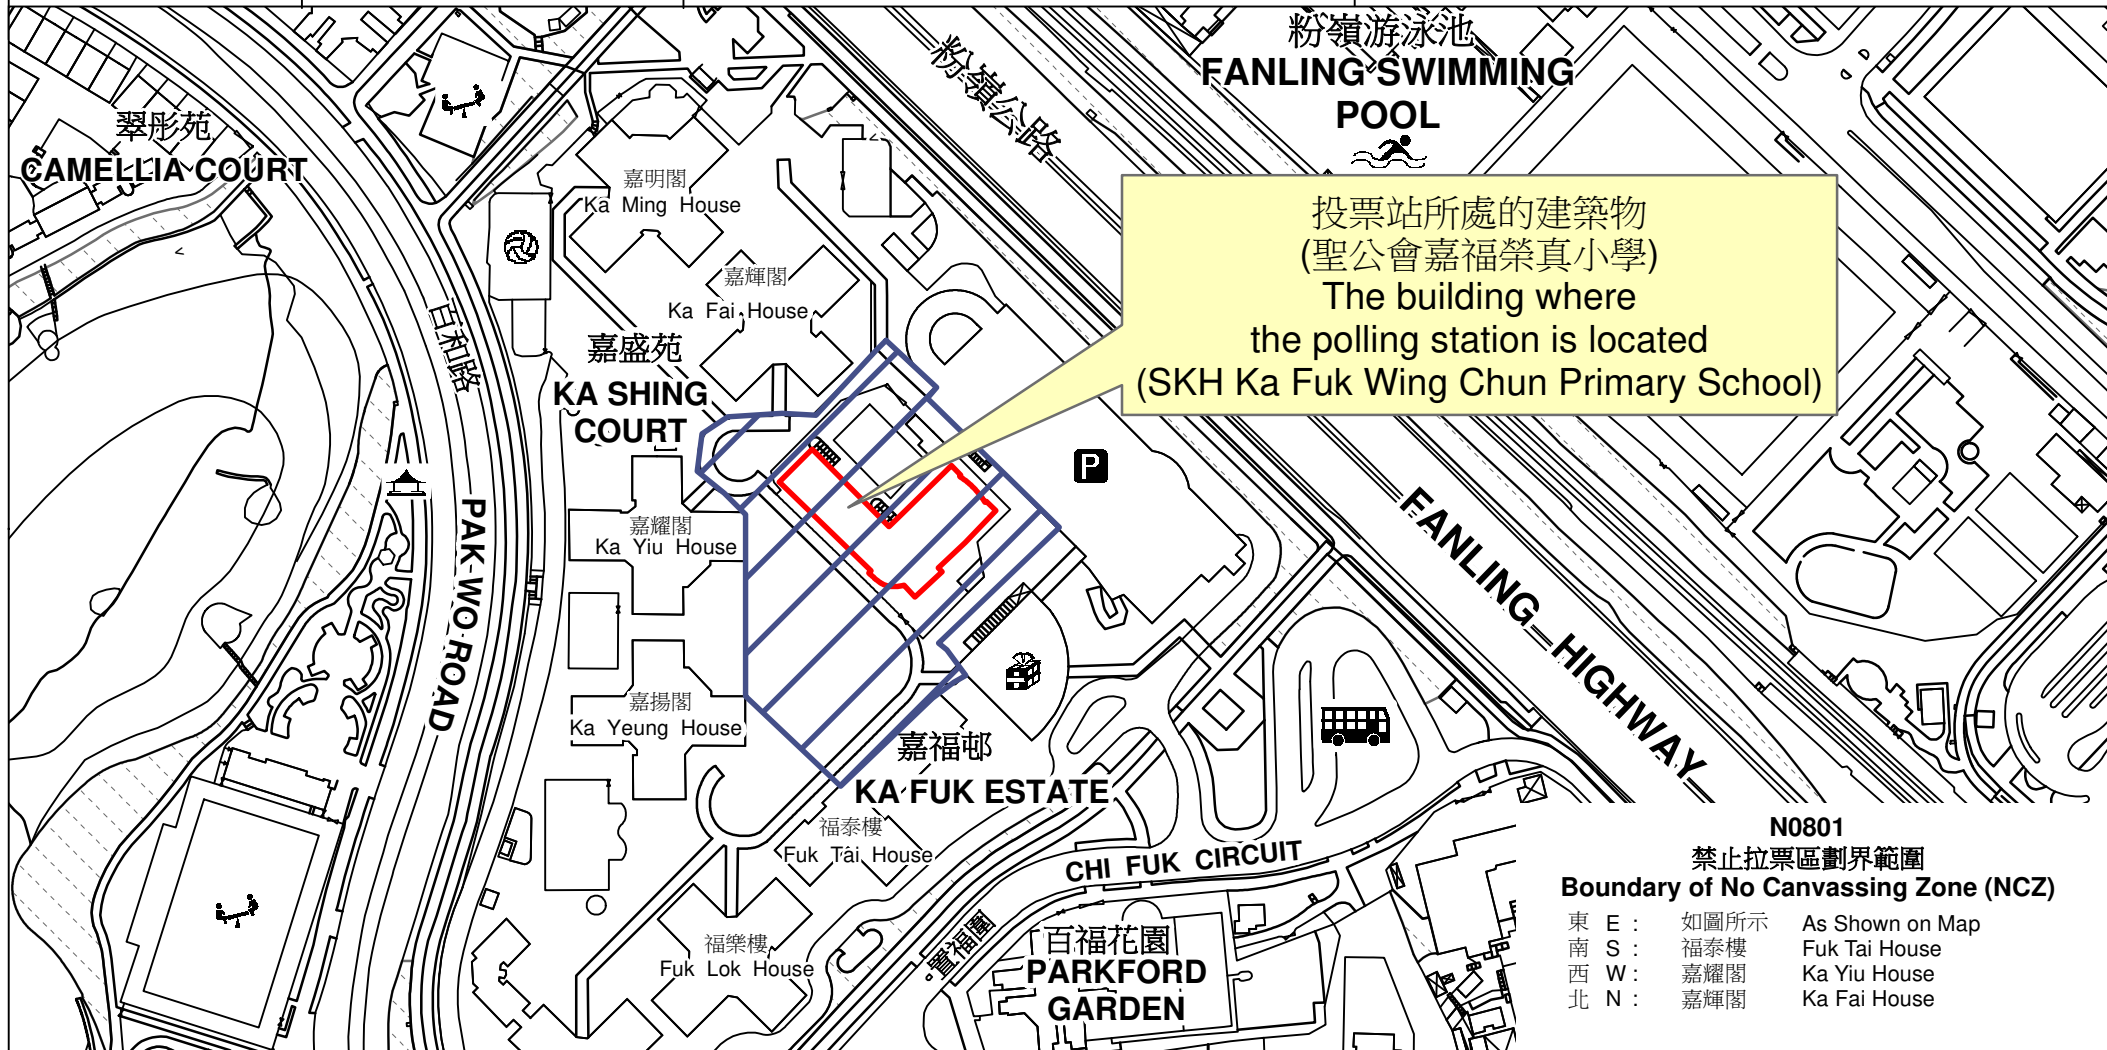 粉嶺游泳池
FANLING SWIMMING
POOL
粉嶺公路
翠彤苑
CAMELLIA COURT
嘉明閣
Ka Ming House
投票站所處的建築物
(聖公會嘉福榮真小學)
The building where
the polling station is located
(SKH Ka Fuk Wing Chun Primary School)
嘉輝閣
Ka Fai House
百和路
嘉盛苑
KA SHING
COURT
P
嘉耀閣
Ka Yiu House
PAK WO ROAD
FANLING HIGHWAY
嘉揚閣
Ka Yeung House
嘉福邨
KA FUK ESTATE
福泰樓
Fuk Tai House
CHI FUK CIRCUIT
置福圍
福樂樓
Fuk Lok House
百福花園
PARKFORD
GARDEN
N0801
禁止拉票區劃界範圍
Boundary of No Canvassing Zone (NCZ)
東 E : 如圖所示 As Shown on Map
南 S : 福泰樓 Fuk Tai House
西 W : 嘉耀閣 Ka Yiu House
北 N : 嘉輝閣 Ka Fai House